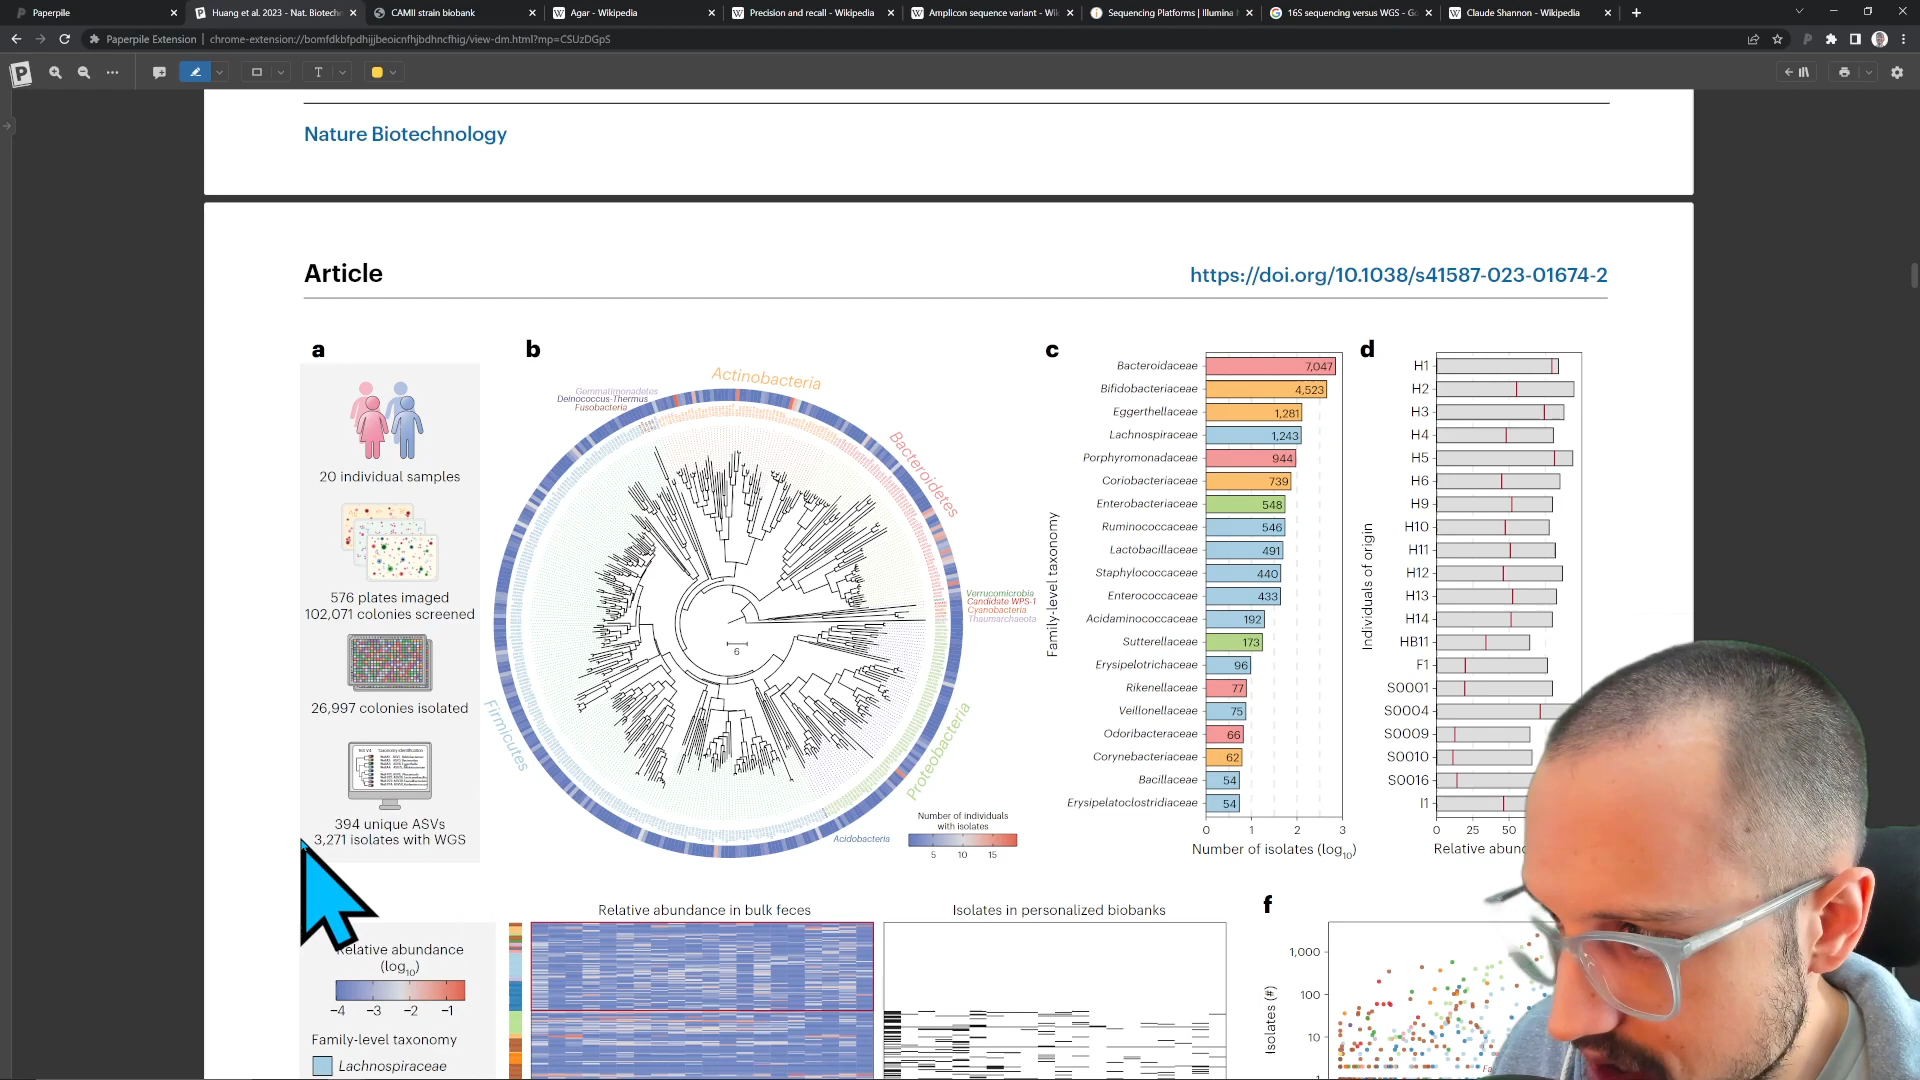 Paperpile
Huang et al. 2023 - Nat. Biotechn
CAMII strain biobank
Agar - Wikipedia
Precision and recall - Wikipedia
Amplicon sequence variant - Wik
Sequencing Platforms | Illumina
16S sequencing versus WGS - Go
Claude Shannon - Wikipedia
Paperpile Extension
chrome-extension://bomfdkbfpdhijjbeoicnfhjbdhncfhig/view-dm.html?mp=CSUzDGpS
Nature Biotechnology
Article
https://doi.org/10.1038/s41587-023-01674-2
a
20 individual samples
576 plates imaged
102,071 colonies screened
26,997 colonies isolated
394 unique ASVs
3,271 isolates with WGS
b
Actinobacteria
Gemmatimonadetes
Deinococcus-Thermus
Fusobacteria
Bacteroidetes
Verrucomicrobia
Candidate WPS-1
Cyanobacteria
Thaumarchaeota
6
Firmicutes
Proteobacteria
Acidobacteria
Number of individuals
with isolates
5 10 15
c
Family-level taxonomy
Bacteroidaceae 7,047
Bifidobacteriaceae 4,523
Eggerthellaceae 1,281
Lachnospiraceae 1,243
Porphyromonadaceae 944
Coriobacteriaceae 739
Enterobacteriaceae 548
Ruminococcaceae 546
Lactobacillaceae 491
Staphylococcaceae 440
Enterococcaceae 433
Acidaminococcaceae 192
Sutterellaceae 173
Erysipelotrichaceae 96
Rikenellaceae 77
Veillonellaceae 75
Odoribacteraceae 66
Corynebacteriaceae 62
Bacillaceae 54
Erysipelatoclostridiaceae 54
0 1 2 3
Number of isolates (log10)
d
Individuals of origin
H1
H2
H3
H4
H5
H6
H9
H10
H11
H12
H13
H14
HB11
F1
S0001
S0004
S0009
S0010
S0016
I1
0 25 50
Relative abun
Relative abundance
(log10)
−4 −3 −2 −1
Family-level taxonomy
Lachnospiraceae
Relative abundance in bulk feces
Isolates in personalized biobanks
f
Isolates (#)
1,000
100
10
1